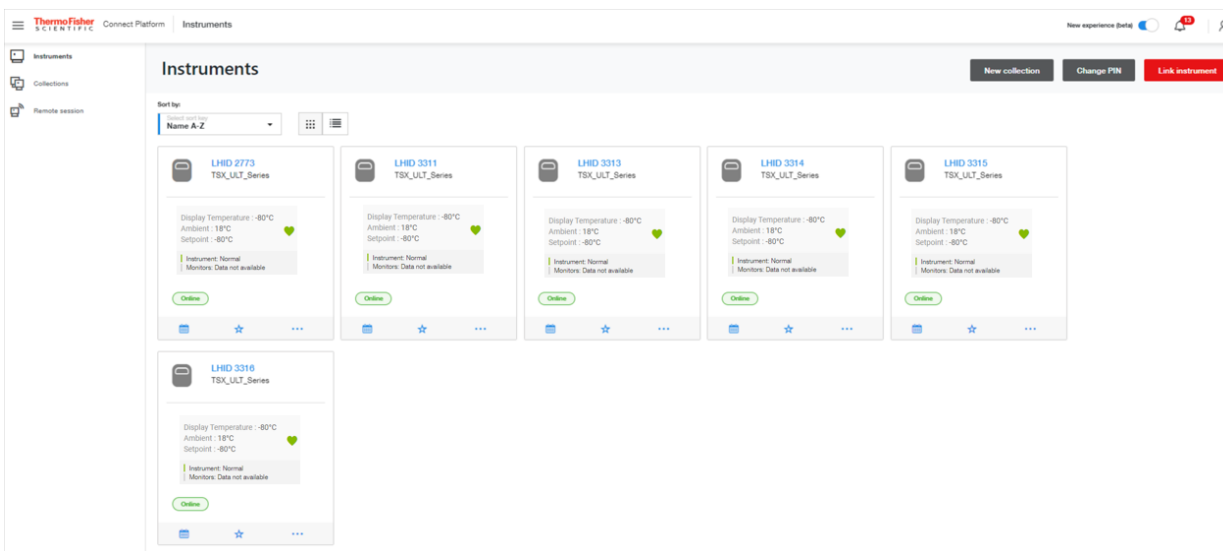 ThermoFisher
SCIENTIFIC
Connect Platform
Instruments
New experience (beta)
13
Instruments
Collections
Remote session
Instruments
New collection
Change PIN
Link instrument
Sort by:
Select sort key
Name A-Z
LHID 2773
TSX_ULT_Series
Display Temperature : -80°C
Ambient : 18°C
Setpoint : -80°C
Instrument: Normal
Monitors: Data not available
Online
LHID 3311
TSX_ULT_Series
Display Temperature : -80°C
Ambient : 18°C
Setpoint : -80°C
Instrument: Normal
Monitors: Data not available
Online
LHID 3313
TSX_ULT_Series
Display Temperature : -80°C
Ambient : 18°C
Setpoint : -80°C
Instrument: Normal
Monitors: Data not available
Online
LHID 3314
TSX_ULT_Series
Display Temperature : -80°C
Ambient : 18°C
Setpoint : -80°C
Instrument: Normal
Monitors: Data not available
Online
LHID 3315
TSX_ULT_Series
Display Temperature : -80°C
Ambient : 18°C
Setpoint : -80°C
Instrument: Normal
Monitors: Data not available
Online
LHID 3316
TSX_ULT_Series
Display Temperature : -80°C
Ambient : 18°C
Setpoint : -80°C
Instrument: Normal
Monitors: Data not available
Online